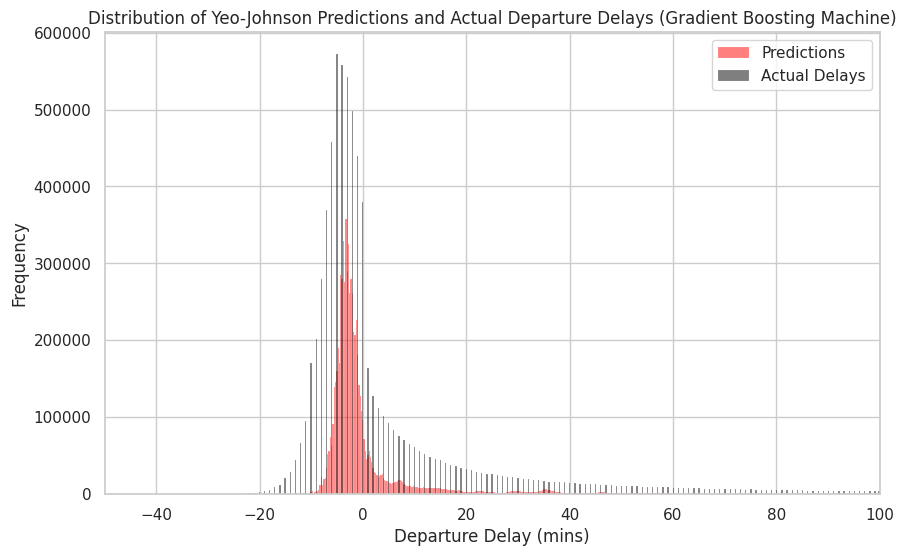 Distribution of Yeo-Johnson Predictions and Actual Departure Delays (Gradient Boosting Machine)
Predictions
Actual Delays
Frequency
600000
500000
400000
300000
200000
100000
0
−40 −20 0 20 40 60 80 100
Departure Delay (mins)